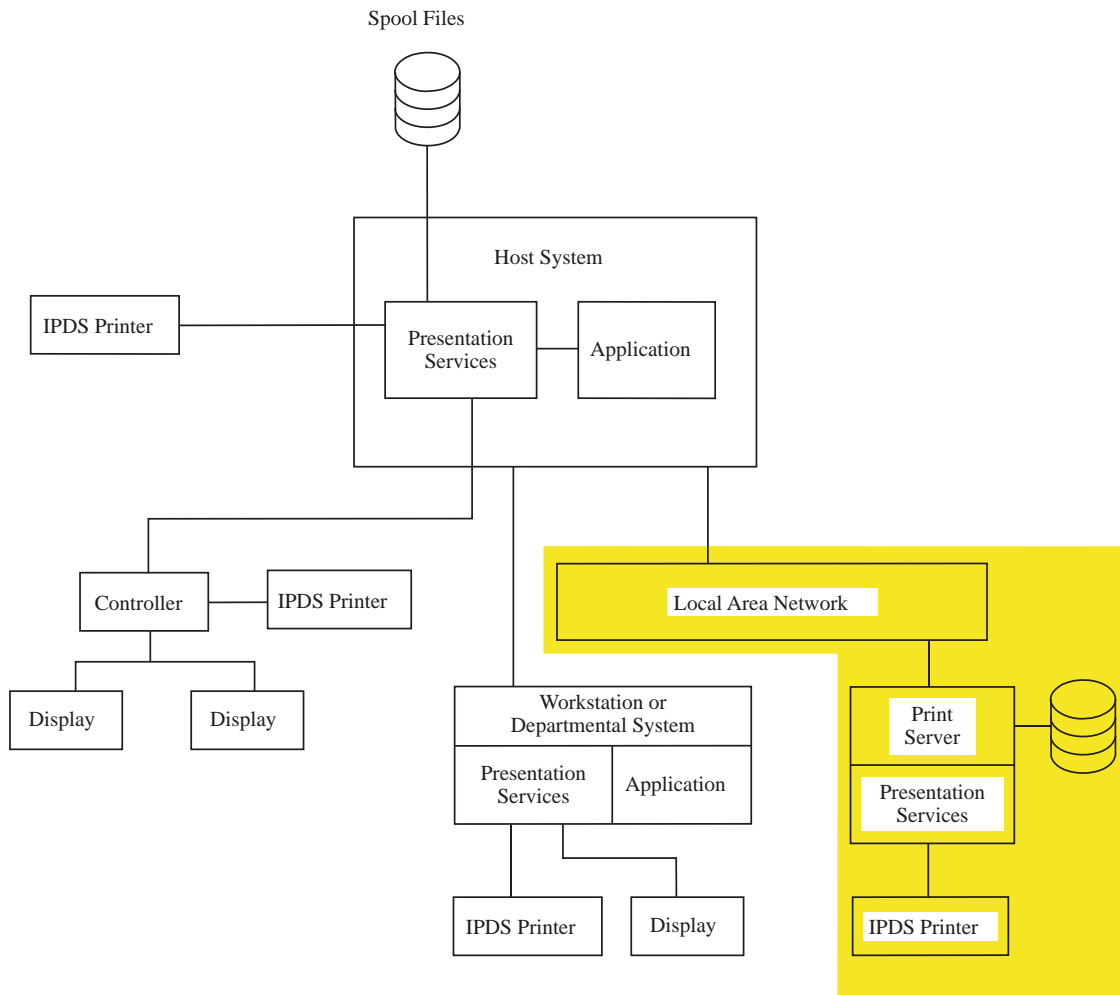 Spool Files
Host System
IPDS Printer
Presentation
Services
Application
Controller
IPDS Printer
Display
Display
Local Area Network
Workstation or
Departmental System
Presentation
Services
Application
IPDS Printer
Display
Print
Server
Presentation
Services
IPDS Printer